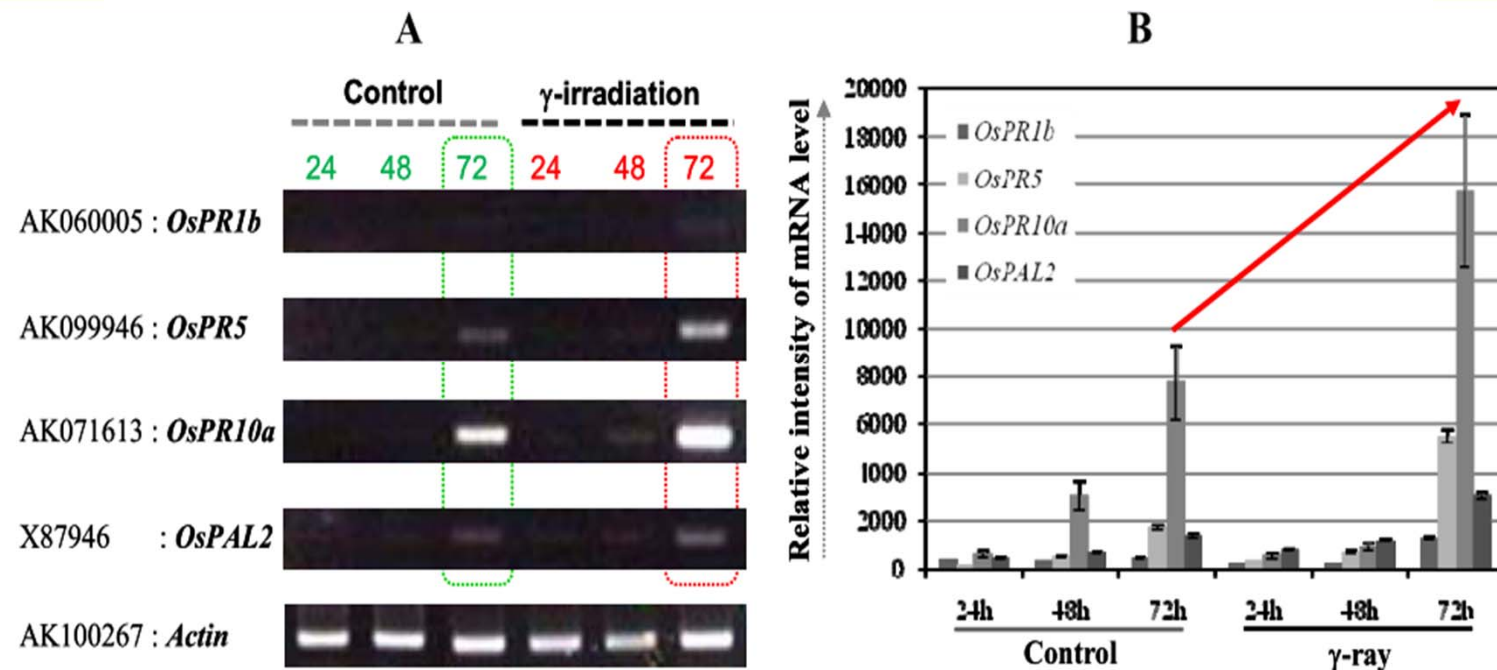 A
Control γ-irradiation
24 48 72 24 48 72
AK060005 : OsPR1b
AK099946 : OsPR5
AK071613 : OsPR10a
X87946 : OsPAL2
AK100267 : Actin
B
Relative intensity of mRNA level
20000
18000
16000
14000
12000
10000
8000
6000
4000
2000
0
OsPR1b
OsPR5
OsPR10a
OsPAL2
24h 48h 72h 24h 48h 72h
Control γ-ray